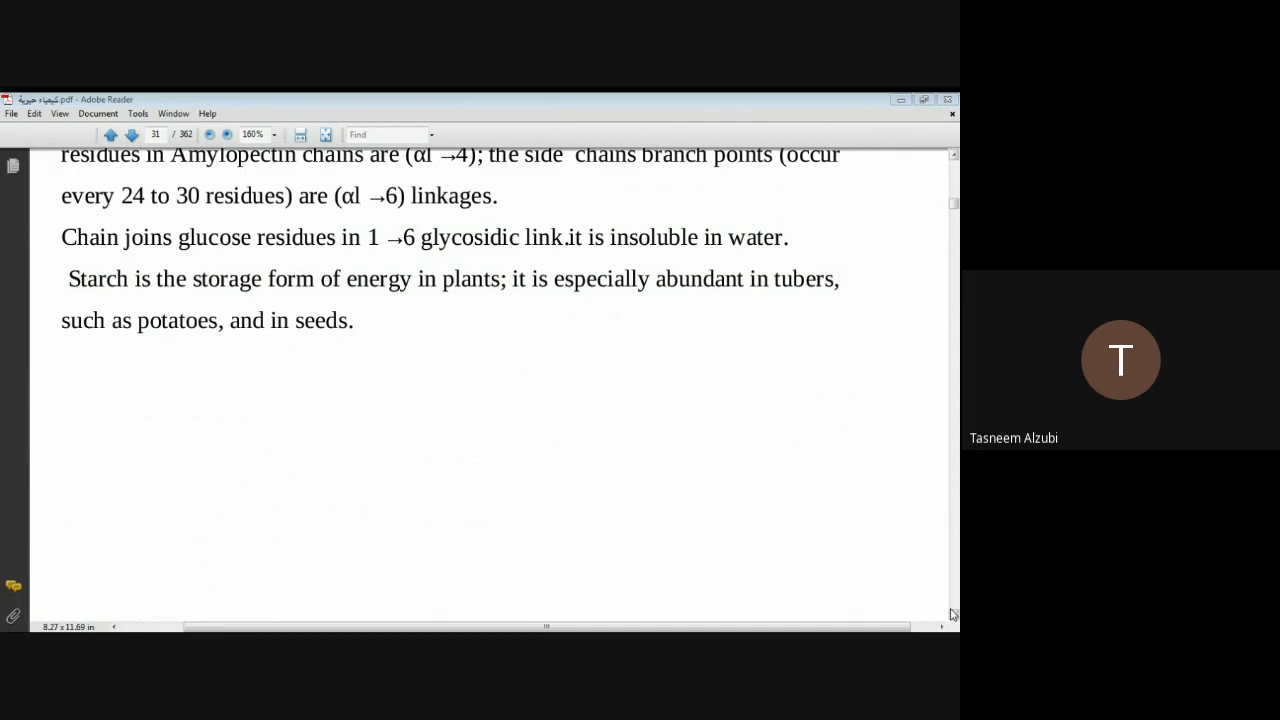 كيمياء حيوية.pdf - Adobe Reader
File Edit View Document Tools Window Help
31 / 362 160% Find
residues in Amylopectin chains are (αl →4); the side chains branch points (occur
every 24 to 30 residues) are (αl →6) linkages.
Chain joins glucose residues in 1 →6 glycosidic link.it is insoluble in water.
Starch is the storage form of energy in plants; it is especially abundant in tubers,
such as potatoes, and in seeds.
T
Tasneem Alzubi
8.27 x 11.69 in